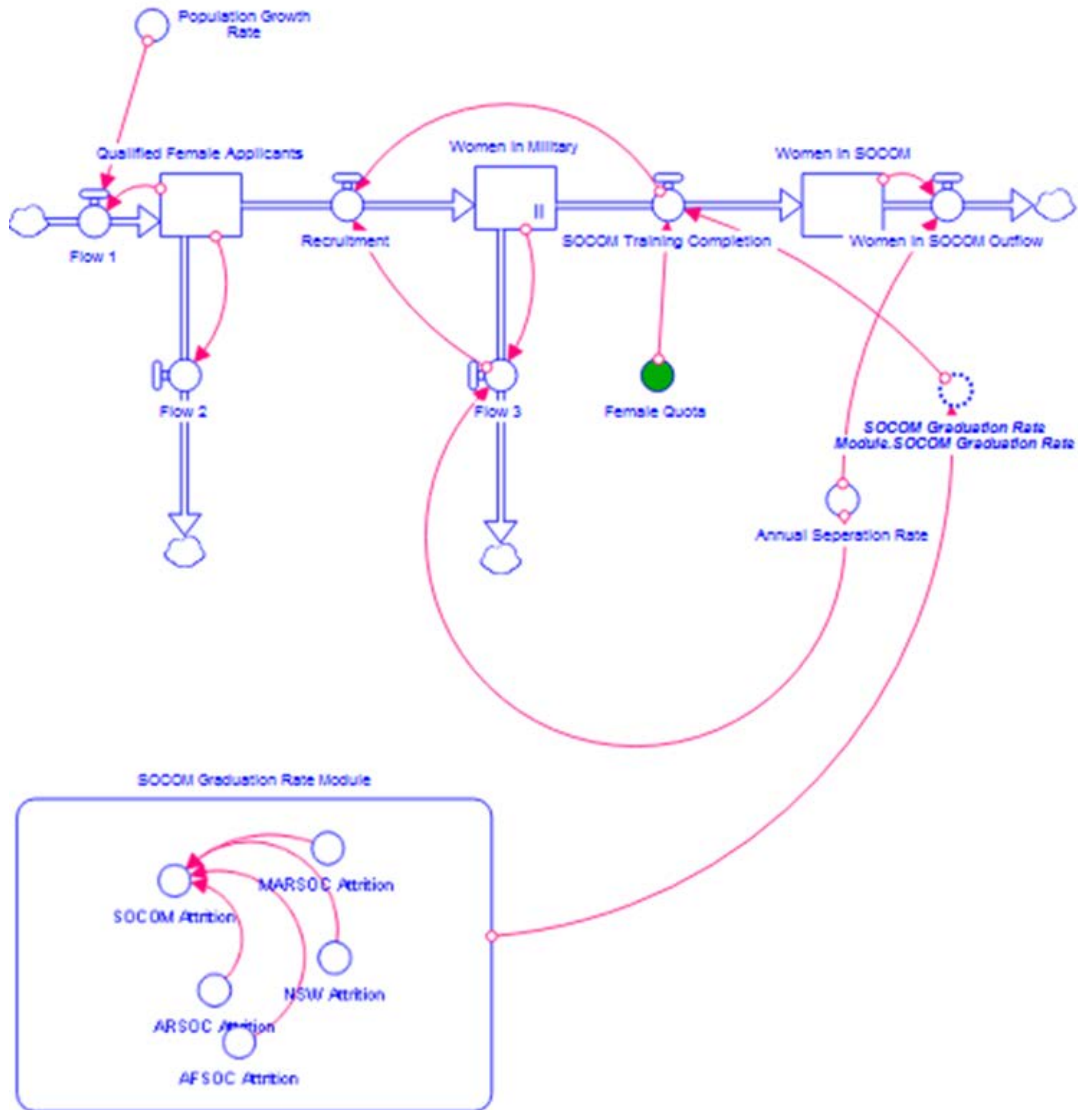 Population Growth
Rate
Qualified Female Applicants
Women In Military
Women In SOCOM
Flow 1
Recruitment
SOCOM Training Completion
Women In SOCOM Outflow
Flow 2
Flow 3
Female Quota
SOCOM Graduation Rate
Module.SOCOM Graduation Rate
Annual Seperation Rate
SOCOM Graduation Rate Module
MARSOC Attrition
SOCOM Attrition
NSW Attrition
ARSOC Attrition
AFSOC Attrition